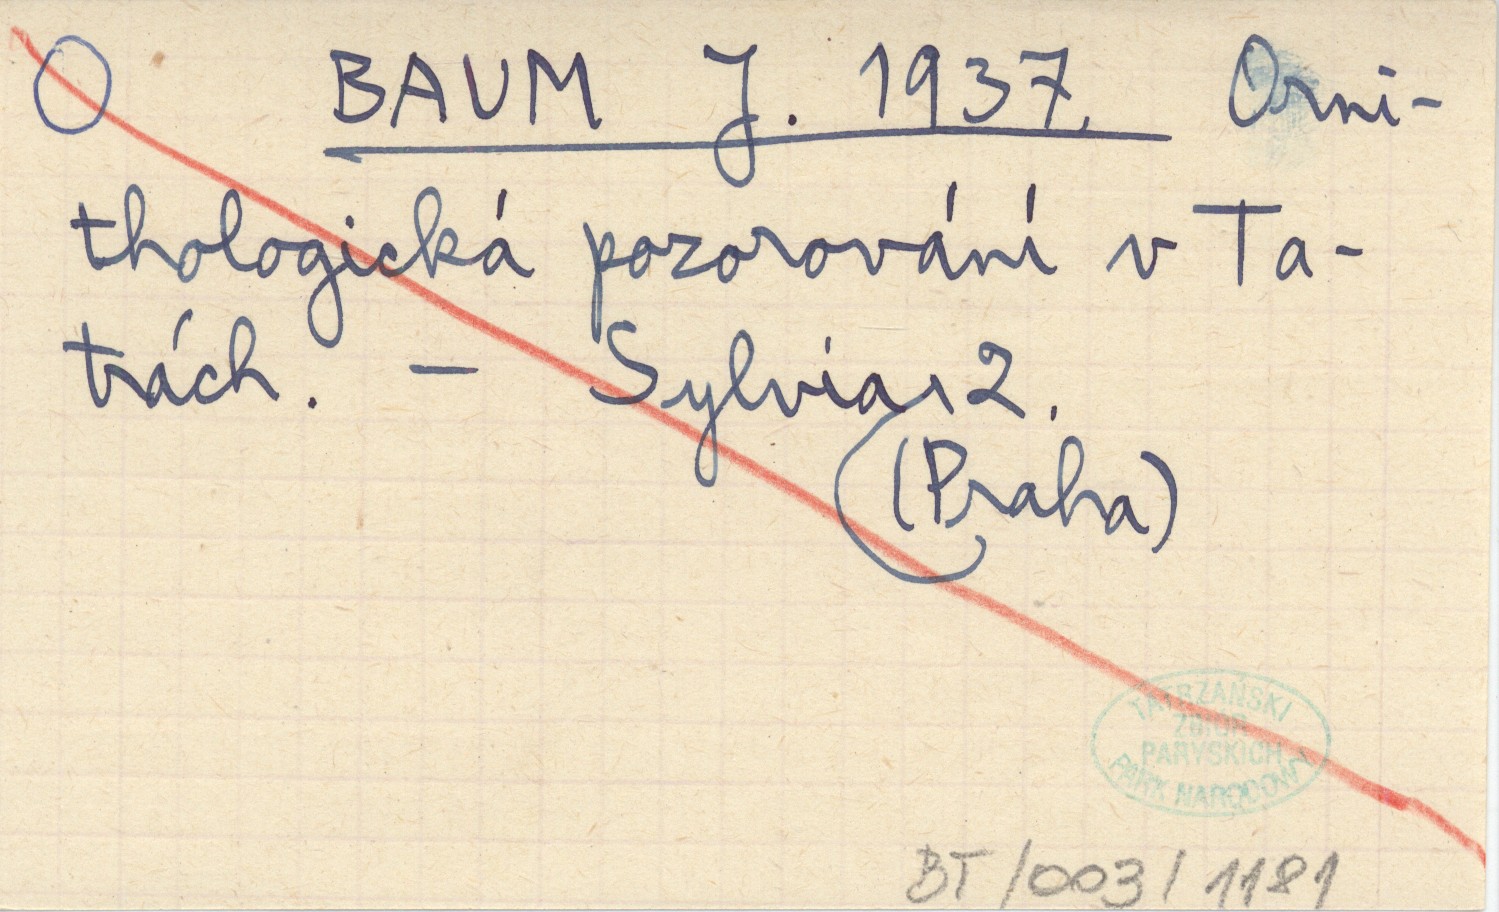 O BAUM J. 1937. Orni-
thologická pozorování v Ta-
trách. — Sylvia, 2.
(Praha)
TATRZAŃSKI
ZBIÓR
PARYSKICH
PARK NARODOWY
BT/003/1181